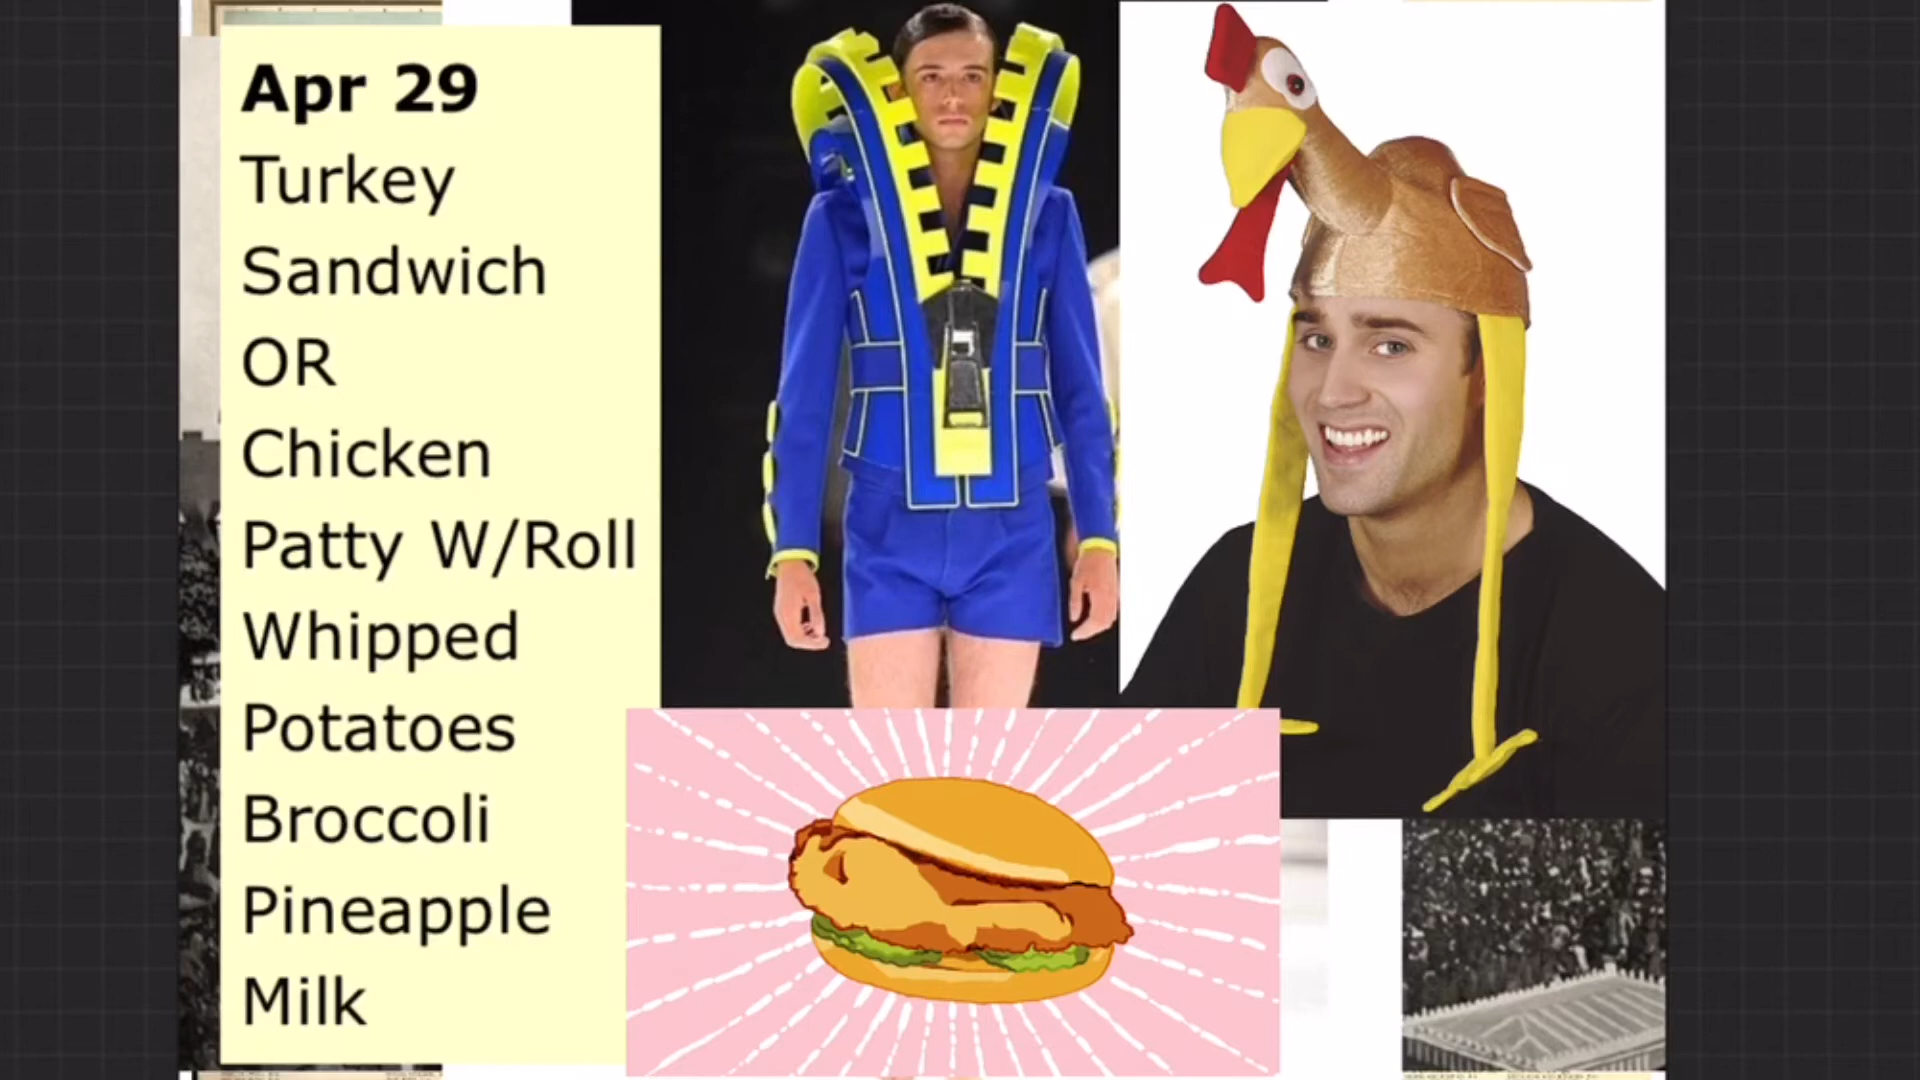 Apr 29
Turkey
Sandwich
OR
Chicken
Patty W/Roll
Whipped
Potatoes
Broccoli
Pineapple
Milk